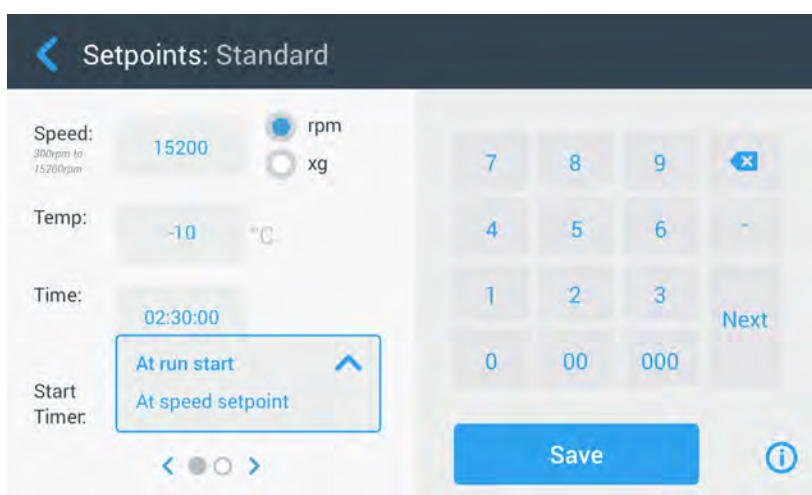 Setpoints: Standard
Speed:
300rpm to
15200rpm
15200
rpm
xg
Temp:
-10
°C
Time:
02:30:00
Start
Timer:
At run start
At speed setpoint
7 8 9
4 5 6 -
1 2 3
Next
0 00 000
Save